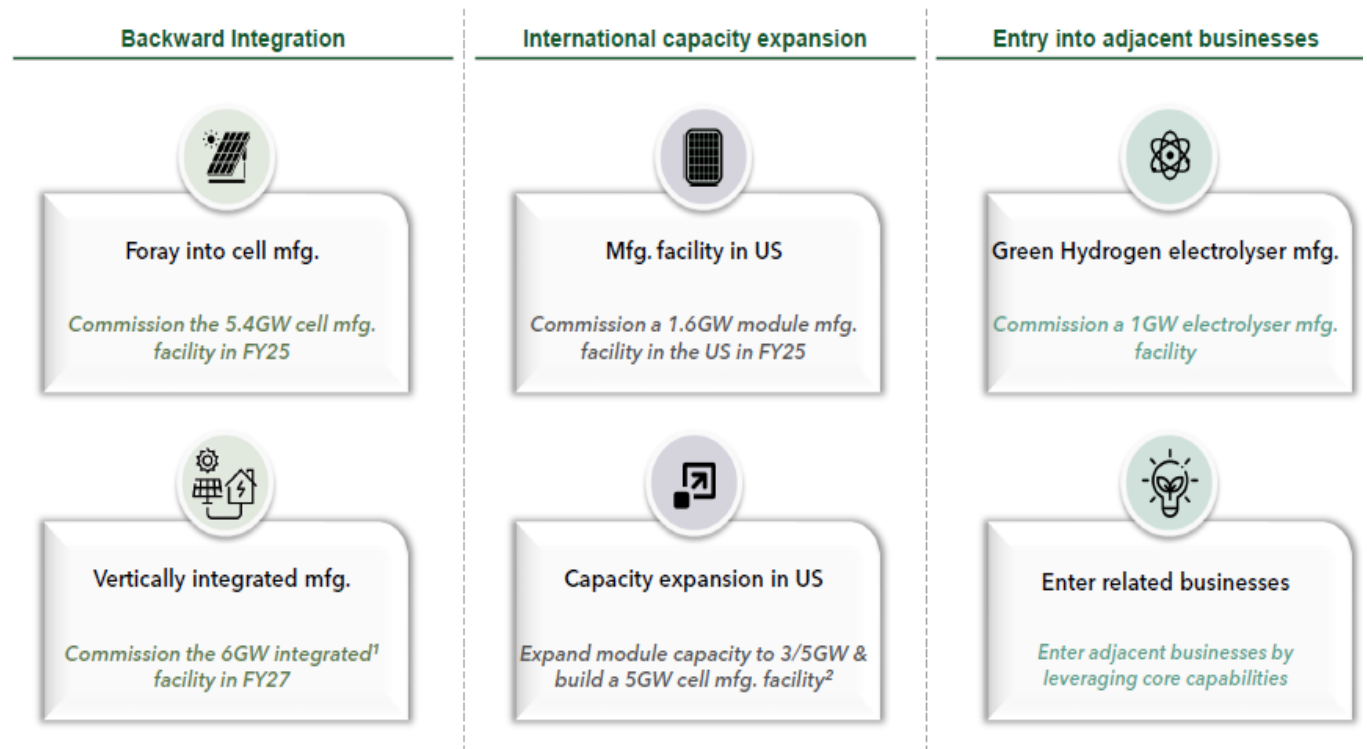 Backward Integration
Foray into cell mfg.
Commission the 5.4GW cell mfg.
facility in FY25
Vertically integrated mfg.
Commission the 6GW integrated¹
facility in FY27
International capacity expansion
Mfg. facility in US
Commission a 1.6GW module mfg.
facility in the US in FY25
Capacity expansion in US
Expand module capacity to 3/5GW &
build a 5GW cell mfg. facility²
Entry into adjacent businesses
Green Hydrogen electrolyser mfg.
Commission a 1GW electrolyser mfg.
facility
Enter related businesses
Enter adjacent businesses by
leveraging core capabilities